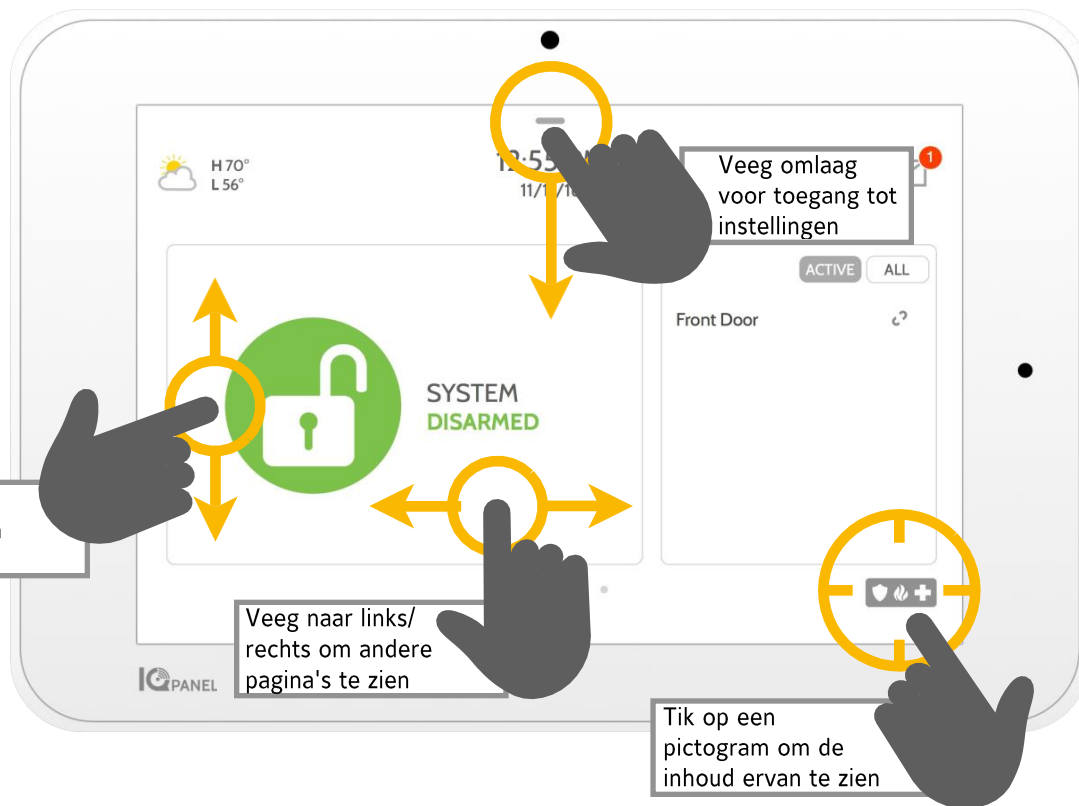 H 70°
L 56°
1
Veeg omlaag
voor toegang tot
instellingen
ACTIVE
ALL
Front Door
SYSTEM
DISARMED
Veeg naar links/
rechts om andere
pagina's te zien
IQ PANEL
Tik op een
pictogram om de
inhoud ervan te zien